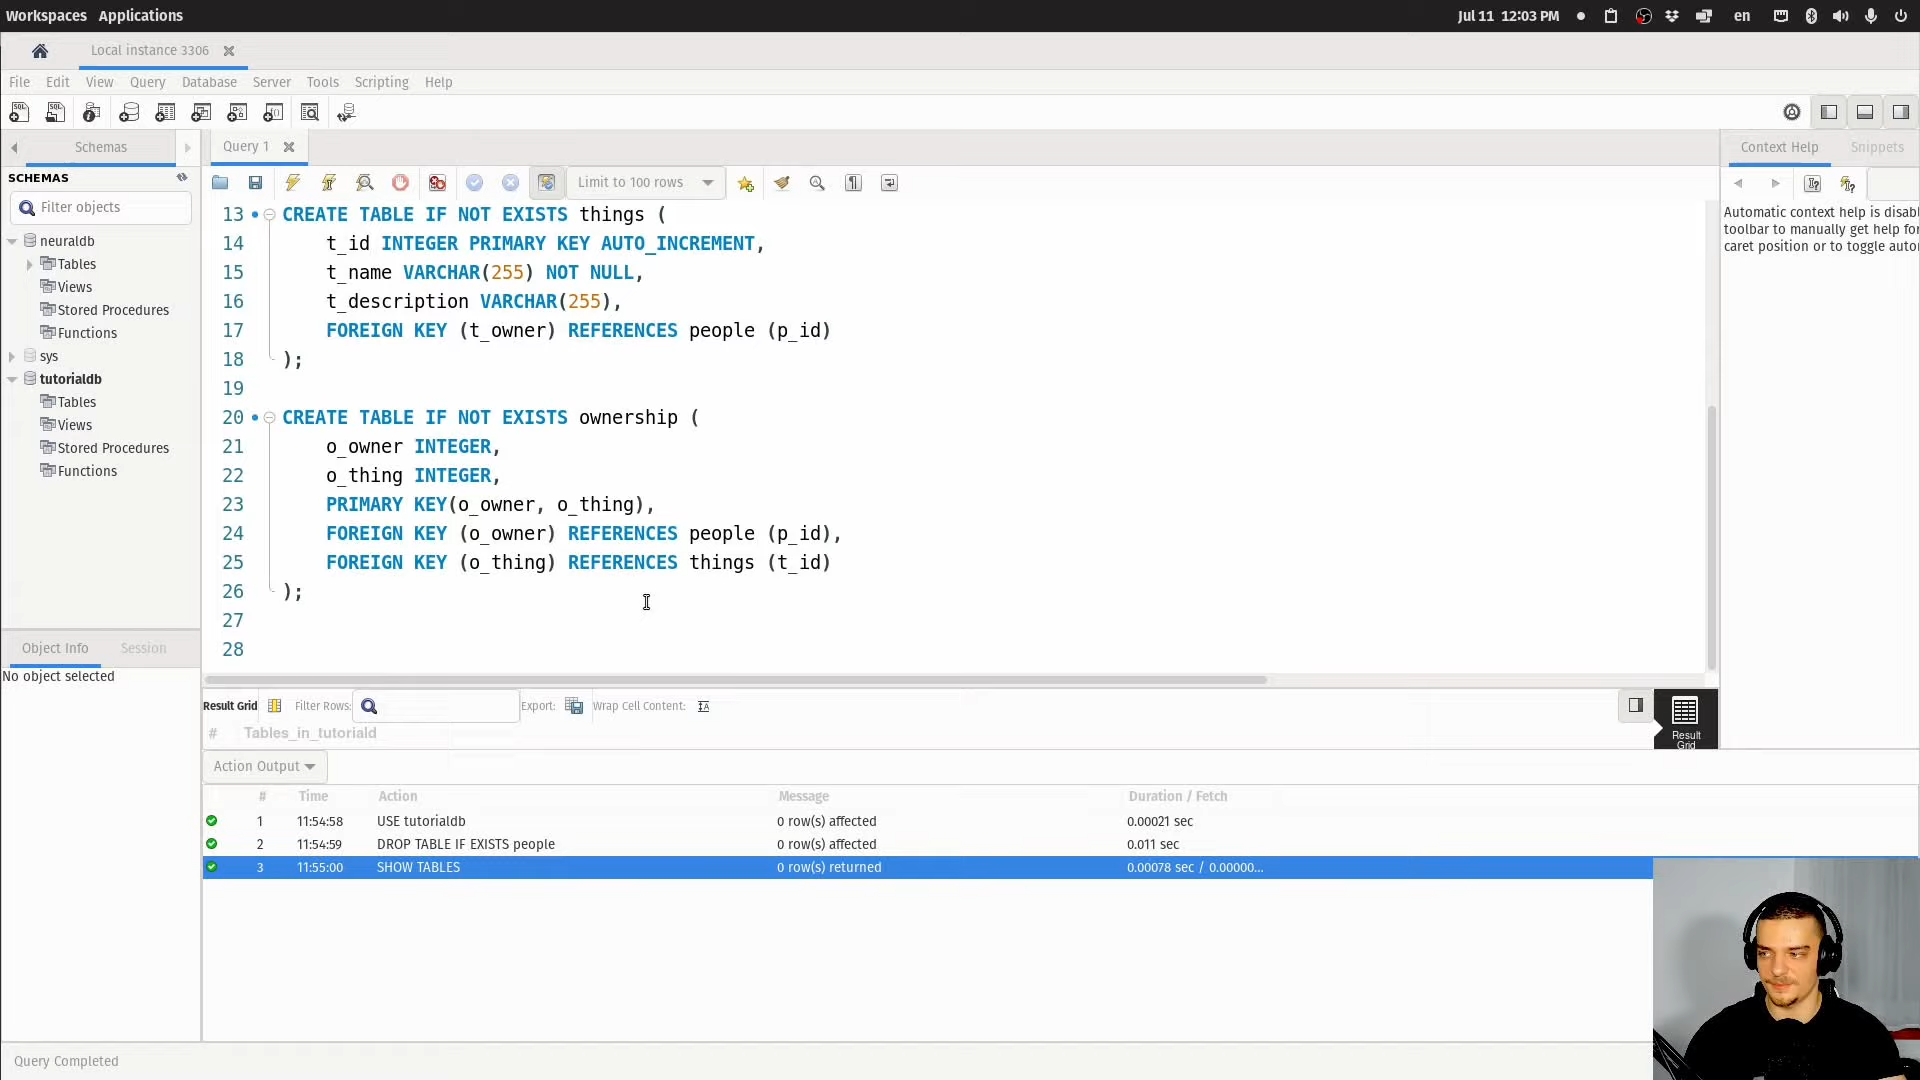 Workspaces Applications
Jul 11 12:03 PM
en
Local instance 3306
File Edit View Query Database Server Tools Scripting Help
Schemas
Query 1
Context Help Snippets
SCHEMAS
Limit to 100 rows
Filter objects
Automatic context help is disabl
toolbar to manually get help fo
caret position or to toggle auto
neuraldb
Tables
Views
Stored Procedures
Functions
sys
tutorialdb
Tables
Views
Stored Procedures
Functions
13 CREATE TABLE IF NOT EXISTS things (
14 t_id INTEGER PRIMARY KEY AUTO_INCREMENT,
15 t_name VARCHAR(255) NOT NULL,
16 t_description VARCHAR(255),
17 FOREIGN KEY (t_owner) REFERENCES people (p_id)
18 );
19
20 CREATE TABLE IF NOT EXISTS ownership (
21 o_owner INTEGER,
22 o_thing INTEGER,
23 PRIMARY KEY(o_owner, o_thing),
24 FOREIGN KEY (o_owner) REFERENCES people (p_id),
25 FOREIGN KEY (o_thing) REFERENCES things (t_id)
26 );
27
28
Object Info Session
No object selected
Result Grid Filter Rows: Export: Wrap Cell Content:
# Tables_in_tutoriald
Result
Grid
Action Output
# Time Action Message Duration / Fetch
1 11:54:58 USE tutorialdb 0 row(s) affected 0.00021 sec
2 11:54:59 DROP TABLE IF EXISTS people 0 row(s) affected 0.011 sec
3 11:55:00 SHOW TABLES 0 row(s) returned 0.00078 sec / 0.00000...
Query Completed